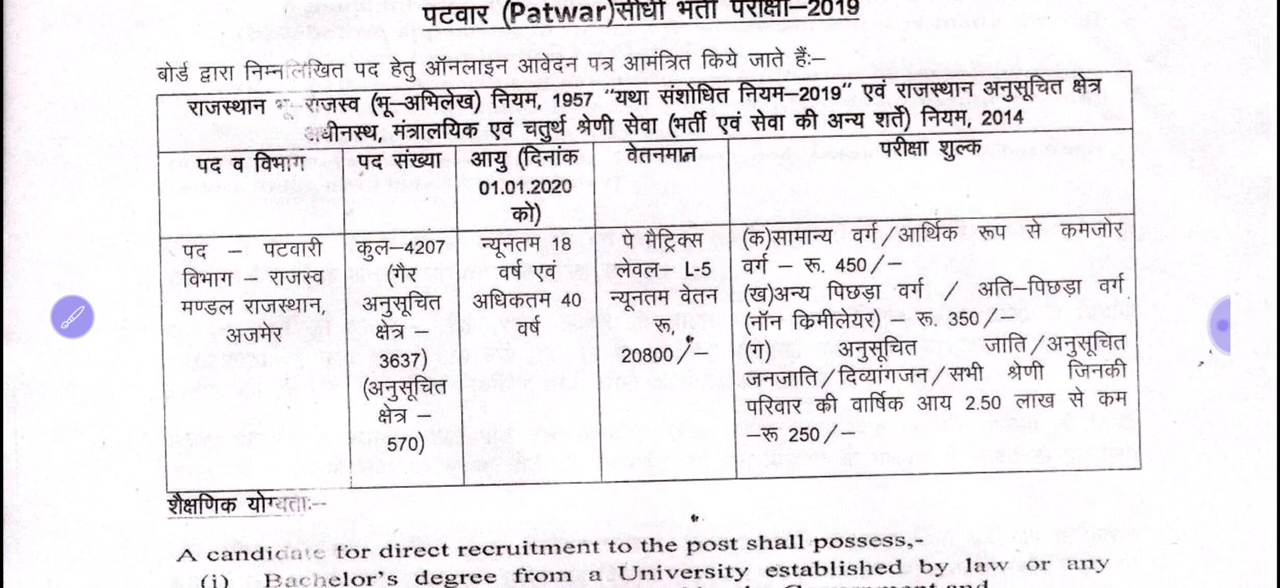 पटवार (Patwar)सीधी भर्ती परीक्षा–2019
बोर्ड द्वारा निम्नलिखित पद हेतु ऑनलाइन आवेदन पत्र आमंत्रित किये जाते हैः–
राजस्थान भू–राजस्व (भू–अभिलेख) नियम, 1957 "यथा संशोधित नियम–2019" एवं राजस्थान अनुसूचित क्षेत्र
अधीनस्थ, मंत्रालयिक एवं चतुर्थ श्रेणी सेवा (भर्ती एवं सेवा की अन्य शर्तें) नियम, 2014
पद व विभाग
पद संख्या
आयु (दिनांक
01.01.2020
को)
वेतनमान
परीक्षा शुल्क
पद – पटवारी
विभाग – राजस्व
मण्डल राजस्थान,
अजमेर
कुल–4207
(गैर
अनुसूचित
क्षेत्र –
3637)
(अनुसूचित
क्षेत्र –
570)
न्यूनतम 18
वर्ष एवं
अधिकतम 40
वर्ष
पे मैट्रिक्स
लेवल– L-5
न्यूनतम वेतन
रू,
20800/–
(क)सामान्य वर्ग/आर्थिक रूप से कमजोर
वर्ग – रू. 450/–
(ख)अन्य पिछड़ा वर्ग / अति–पिछड़ा वर्ग
(नॉन क्रिमीलेयर) – रू. 350/–
(ग) अनुसूचित जाति/अनुसूचित
जनजाति/दिव्यांगजन/सभी श्रेणी जिनकी
परिवार की वार्षिक आय 2.50 लाख से कम
–रू 250/–
शैक्षणिक योग्यताः–
A candidate for direct recruitment to the post shall possess,-
(i) Bachelor's degree from a University established by law or any